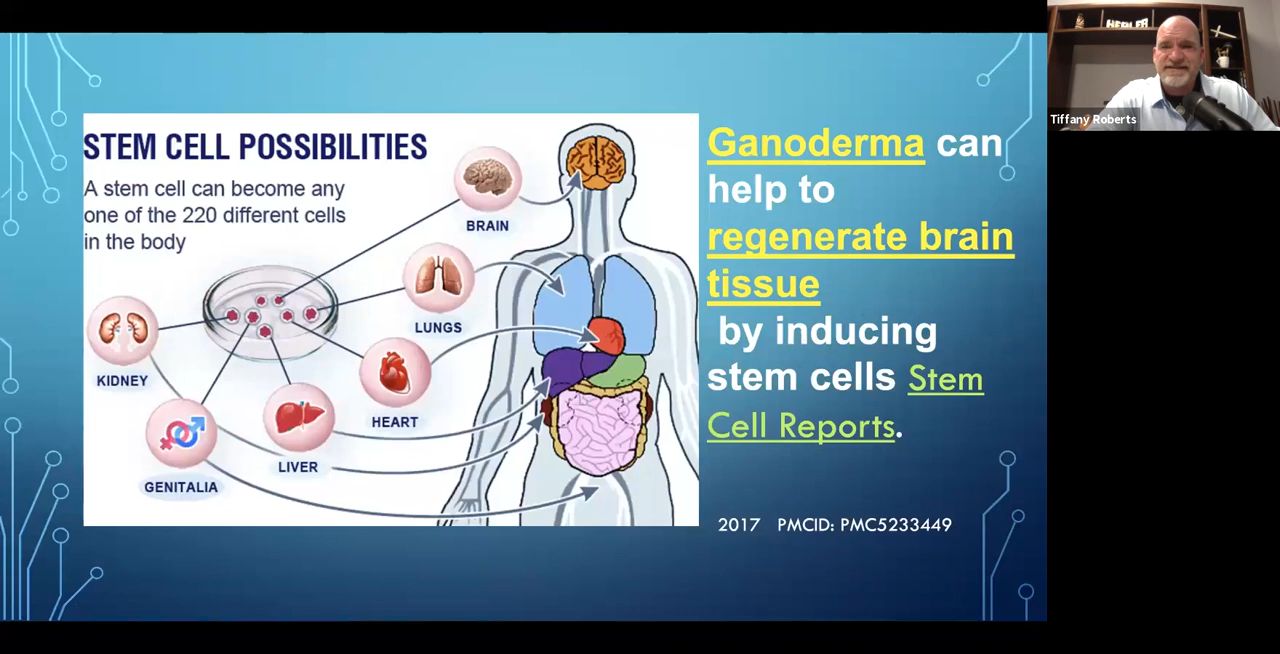 STEM CELL POSSIBILITIES
A stem cell can become any
one of the 220 different cells
in the body
BRAIN
LUNGS
KIDNEY
HEART
LIVER
GENITALIA
Ganoderma can
help to
regenerate brain
tissue
by inducing
stem cells Stem
Cell Reports.
2017 PMCID: PMC5233449
HEALER
Tiffany Roberts